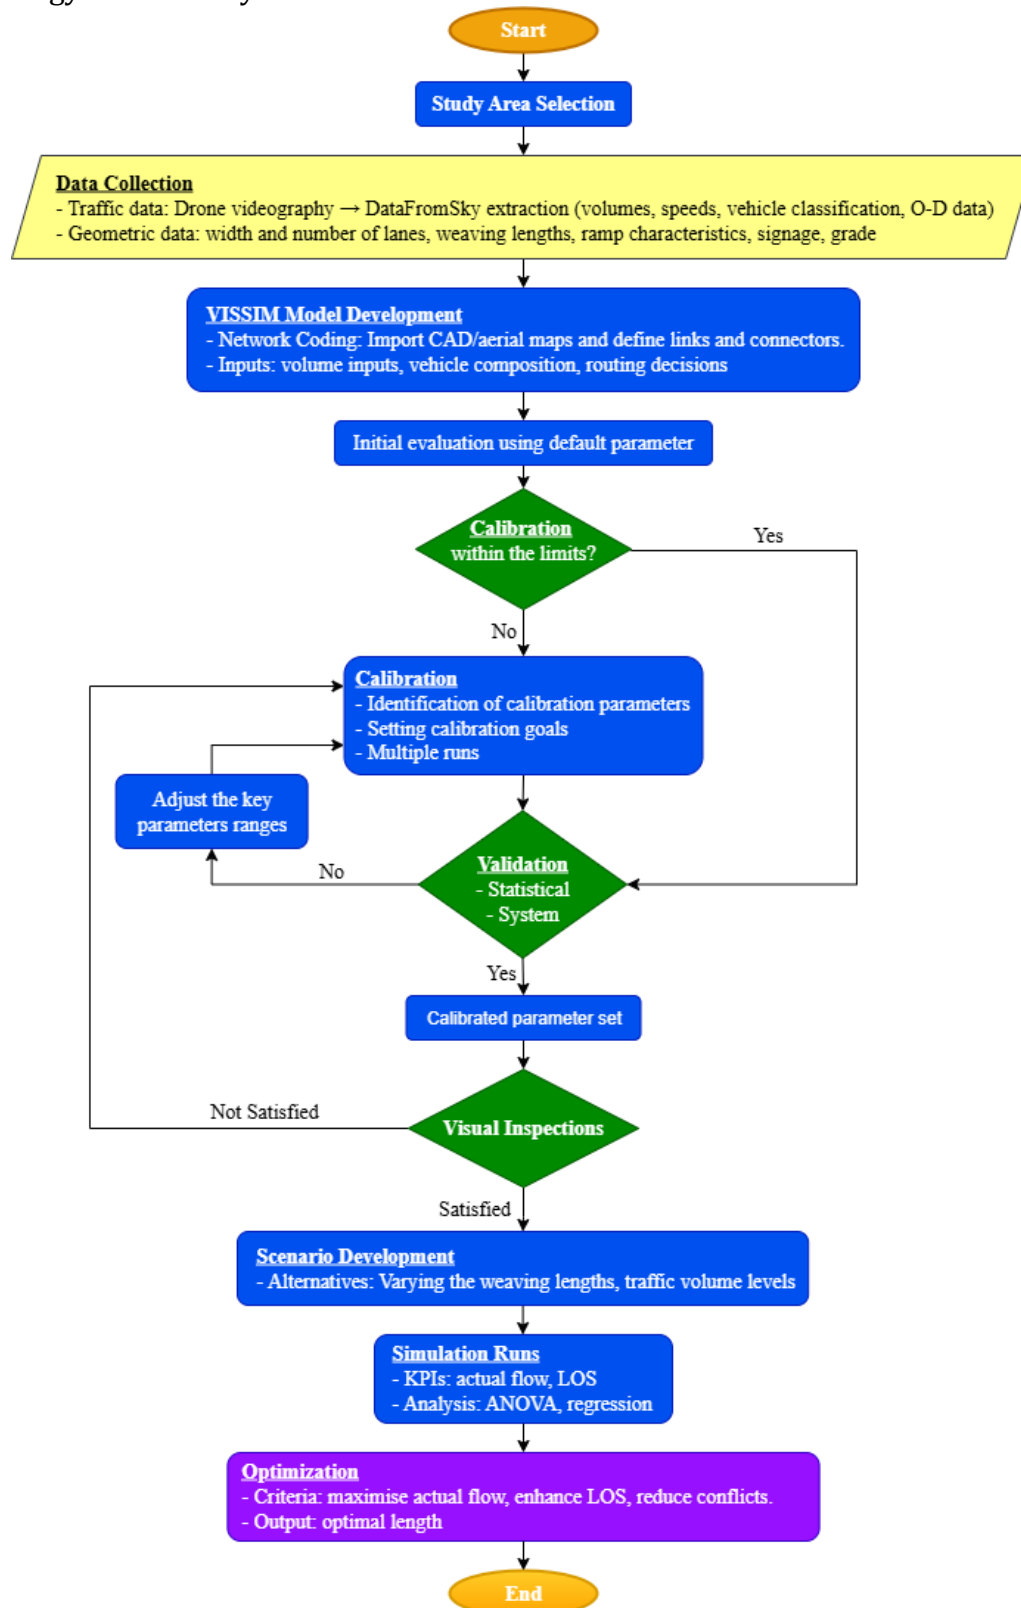 Start
Study Area Selection
Data Collection
- Traffic data: Drone videography → DataFromSky extraction (volumes, speeds, vehicle classification, O-D data)
- Geometric data: width and number of lanes, weaving lengths, ramp characteristics, signage, grade
VISSIM Model Development
- Network Coding: Import CAD/aerial maps and define links and connectors.
- Inputs: volume inputs, vehicle composition, routing decisions
Initial evaluation using default parameter
Calibration
within the limits?
Yes
No
Calibration
- Identification of calibration parameters
- Setting calibration goals
- Multiple runs
Adjust the key
parameters ranges
No
Validation
- Statistical
- System
Yes
Calibrated parameter set
Not Satisfied
Visual Inspections
Satisfied
Scenario Development
- Alternatives: Varying the weaving lengths, traffic volume levels
Simulation Runs
- KPIs: actual flow, LOS
- Analysis: ANOVA, regression
Optimization
- Criteria: maximise actual flow, enhance LOS, reduce conflicts.
- Output: optimal length
End